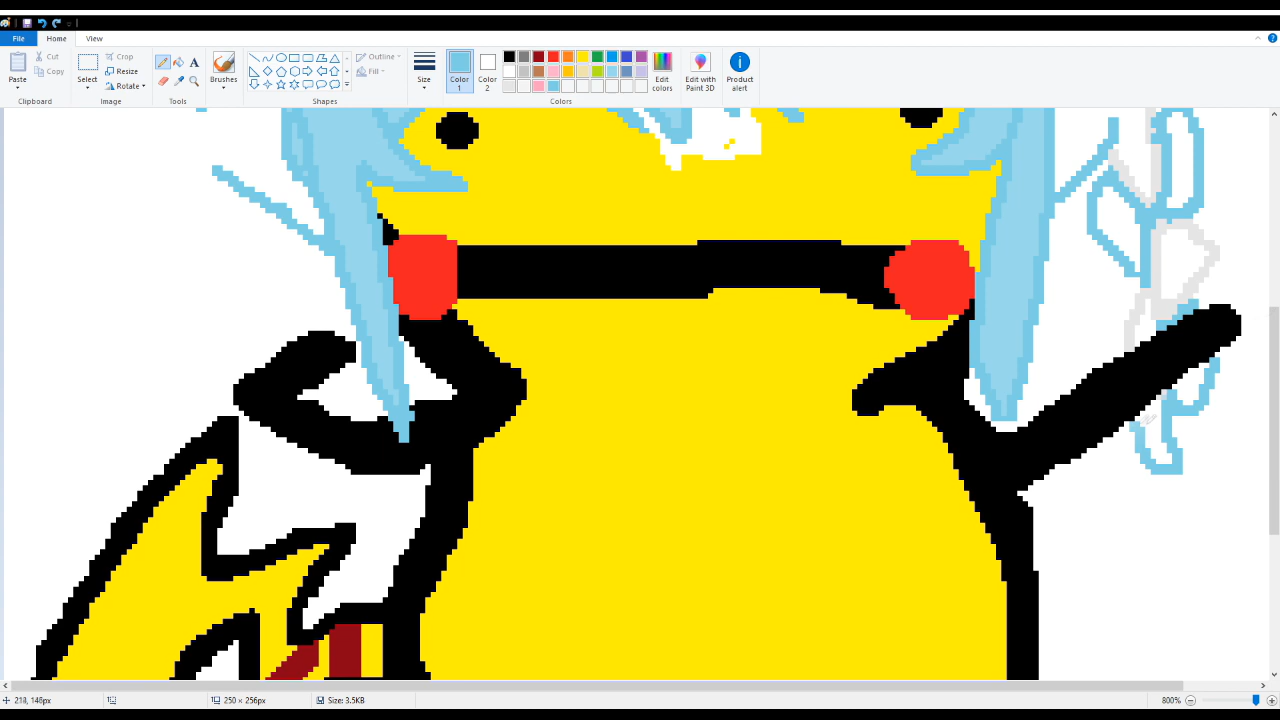 File Home View
Paste Cut Copy Select Crop Resize Rotate A Brushes Outline Fill Size Color 1 Color 2 Edit colors Edit with Paint 3D Product alert
Clipboard Image Tools Shapes Colors
218, 146px 250 × 256px Size: 3.5KB 800%